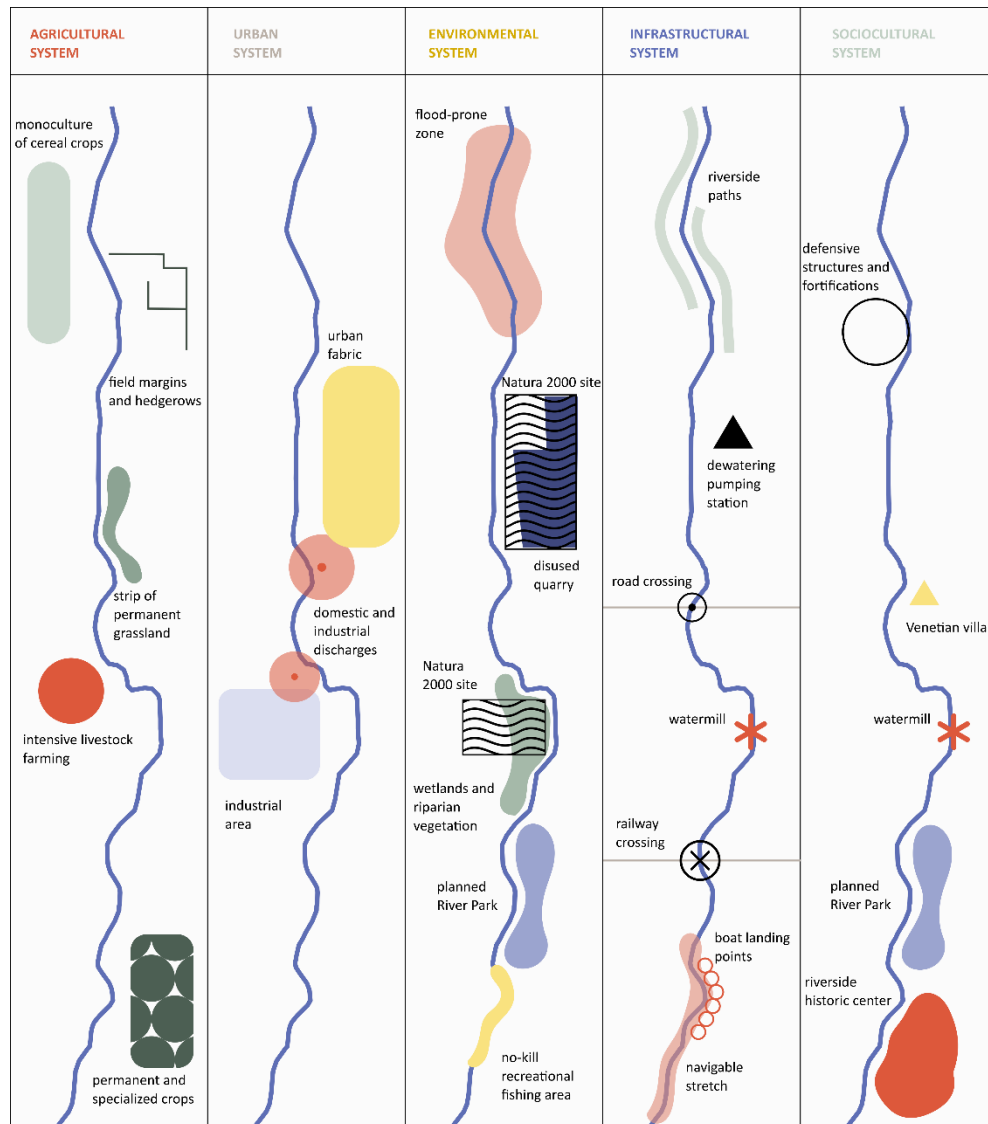 AGRICULTURAL
SYSTEM
URBAN
SYSTEM
ENVIRONMENTAL
SYSTEM
INFRASTRUCTURAL
SYSTEM
SOCIOCULTURAL
SYSTEM
monoculture
of cereal crops
field margins
and hedgerows
strip of
permanent
grassland
intensive livestock
farming
permanent and
specialized crops
urban
fabric
domestic and
industrial
discharges
industrial
area
flood-prone
zone
Natura 2000 site
disused
quarry
Natura
2000 site
wetlands and
riparian
vegetation
planned
River Park
no-kill
recreational
fishing area
riverside
paths
dewatering
pumping
station
road crossing
watermill
railway
crossing
boat landing
points
navigable
stretch
defensive
structures and
fortifications
Venetian villa
watermill
planned
River Park
riverside
historic center